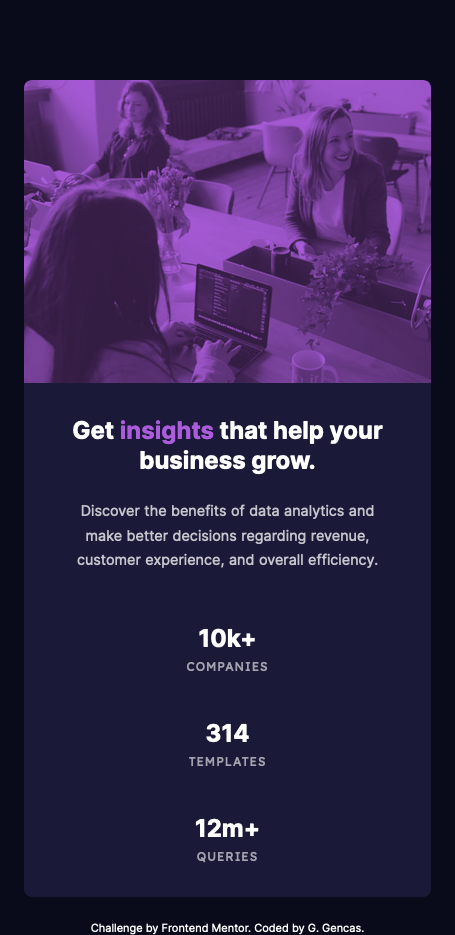 Get insights that help your
business grow.
Discover the benefits of data analytics and
make better decisions regarding revenue,
customer experience, and overall efficiency.
10k+
COMPANIES
314
TEMPLATES
12m+
QUERIES
Challenge by Frontend Mentor. Coded by G. Gencas.